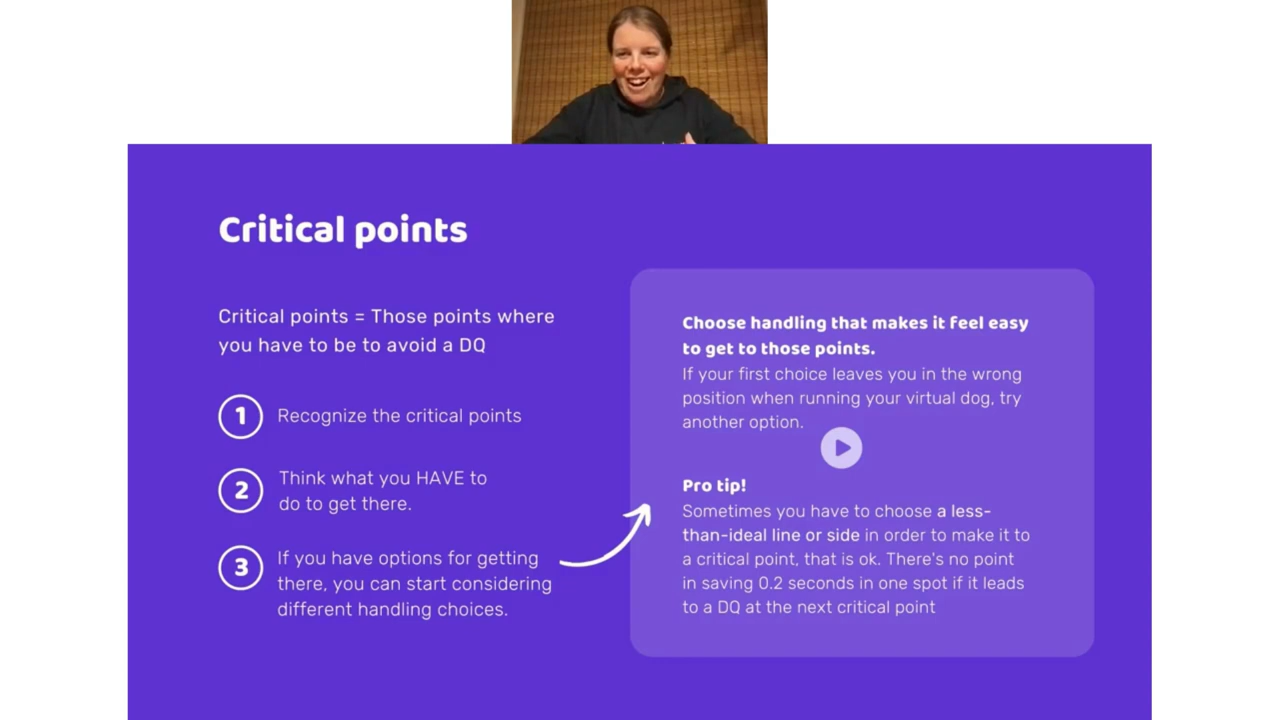 Critical points
Critical points = Those points where
you have to be to avoid a DQ
1 Recognize the critical points
2 Think what you HAVE to
do to get there.
3 If you have options for getting
there, you can start considering
different handling choices.
Choose handling that makes it feel easy
to get to those points.
If your first choice leaves you in the wrong
position when running your virtual dog, try
another option.
Pro tip!
Sometimes you have to choose a less-
than-ideal line or side in order to make it to
a critical point, that is ok. There's no point
in saving 0.2 seconds in one spot if it leads
to a DQ at the next critical point